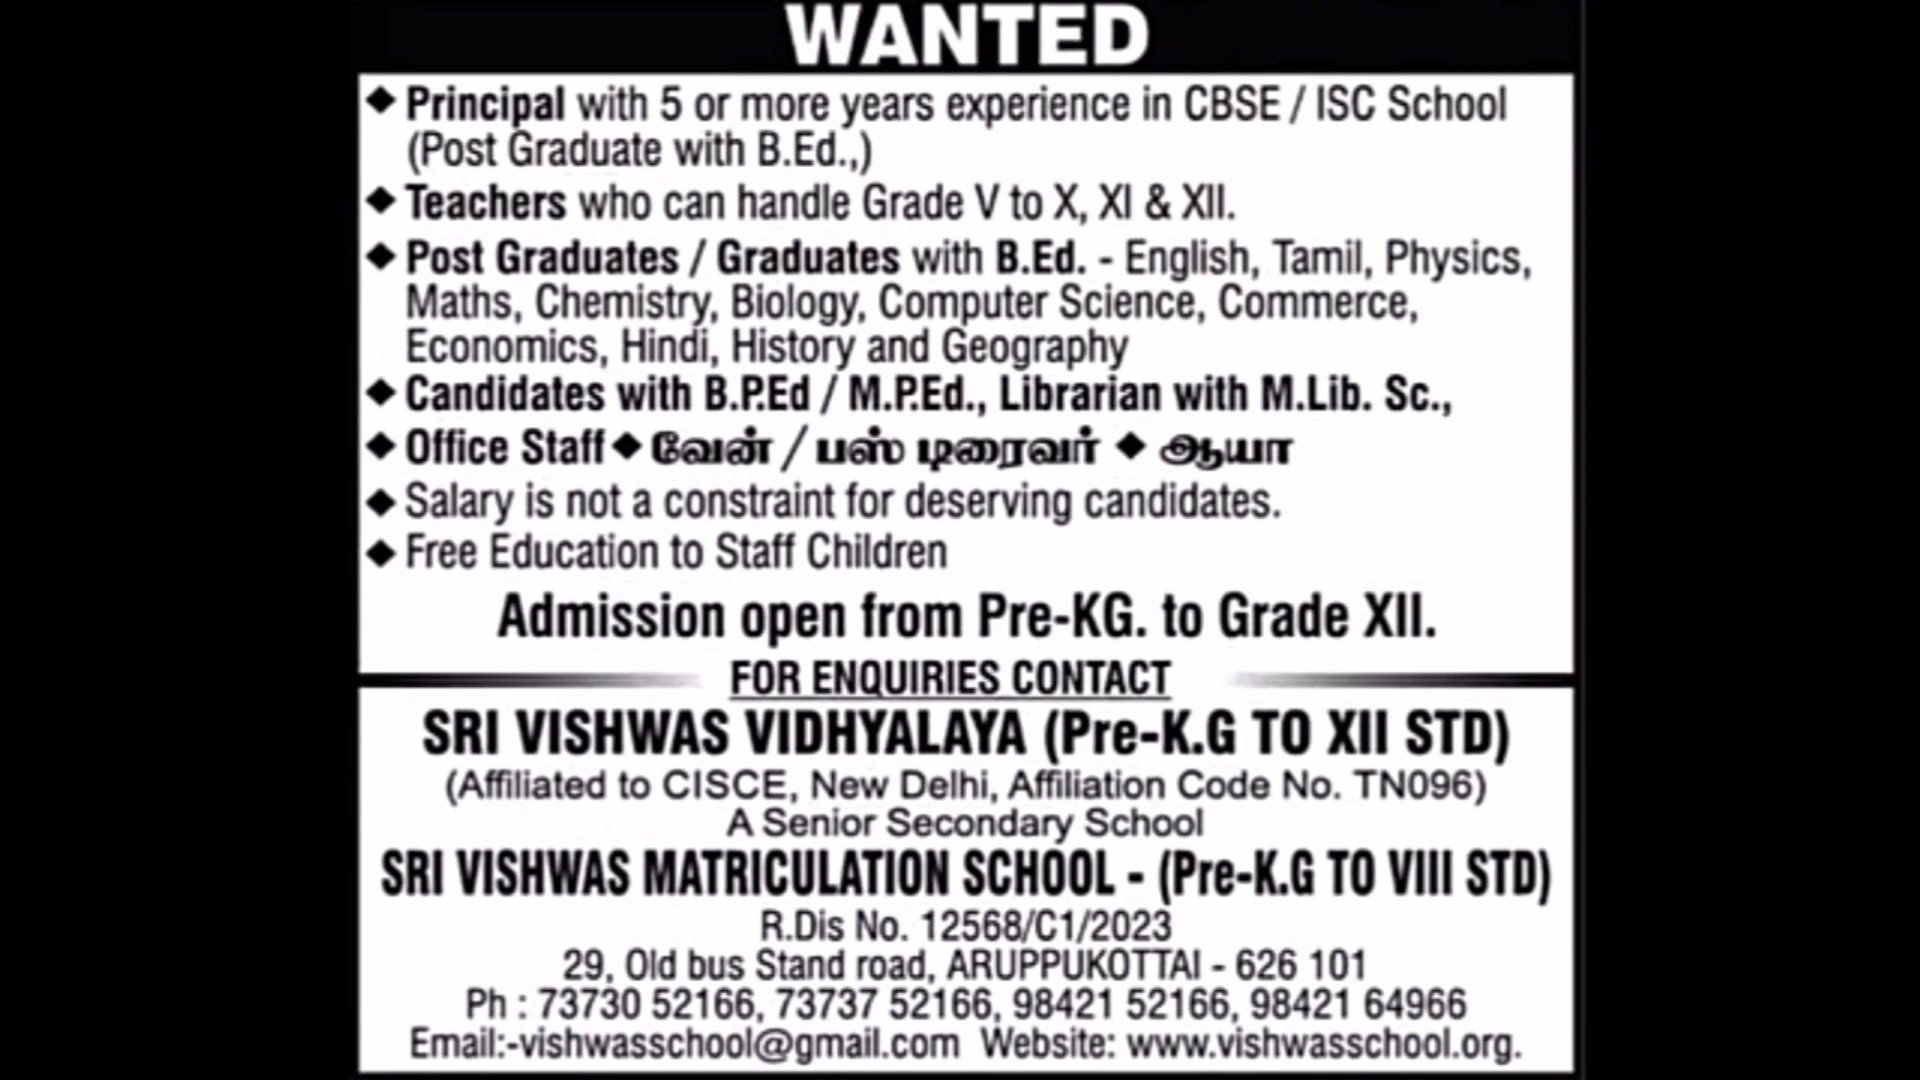 WANTED
◆ Principal with 5 or more years experience in CBSE / ISC School
(Post Graduate with B.Ed.,)
◆ Teachers who can handle Grade V to X, XI & XII.
◆ Post Graduates / Graduates with B.Ed. - English, Tamil, Physics,
Maths, Chemistry, Biology, Computer Science, Commerce,
Economics, Hindi, History and Geography
◆ Candidates with B.P.Ed / M.P.Ed., Librarian with M.Lib. Sc.,
◆ Office Staff ◆ வேன் / பஸ் டிரைவர் ◆ ஆயா
◆ Salary is not a constraint for deserving candidates.
◆ Free Education to Staff Children
Admission open from Pre-KG. to Grade XII.
FOR ENQUIRIES CONTACT
SRI VISHWAS VIDHYALAYA (Pre-K.G TO XII STD)
(Affiliated to CISCE, New Delhi, Affiliation Code No. TN096)
A Senior Secondary School
SRI VISHWAS MATRICULATION SCHOOL - (Pre-K.G TO VIII STD)
R.Dis No. 12568/C1/2023
29, Old bus Stand road, ARUPPUKOTTAI - 626 101
Ph : 73730 52166, 73737 52166, 98421 52166, 98421 64966
Email:-vishwasschool@gmail.com Website: www.vishwasschool.org.